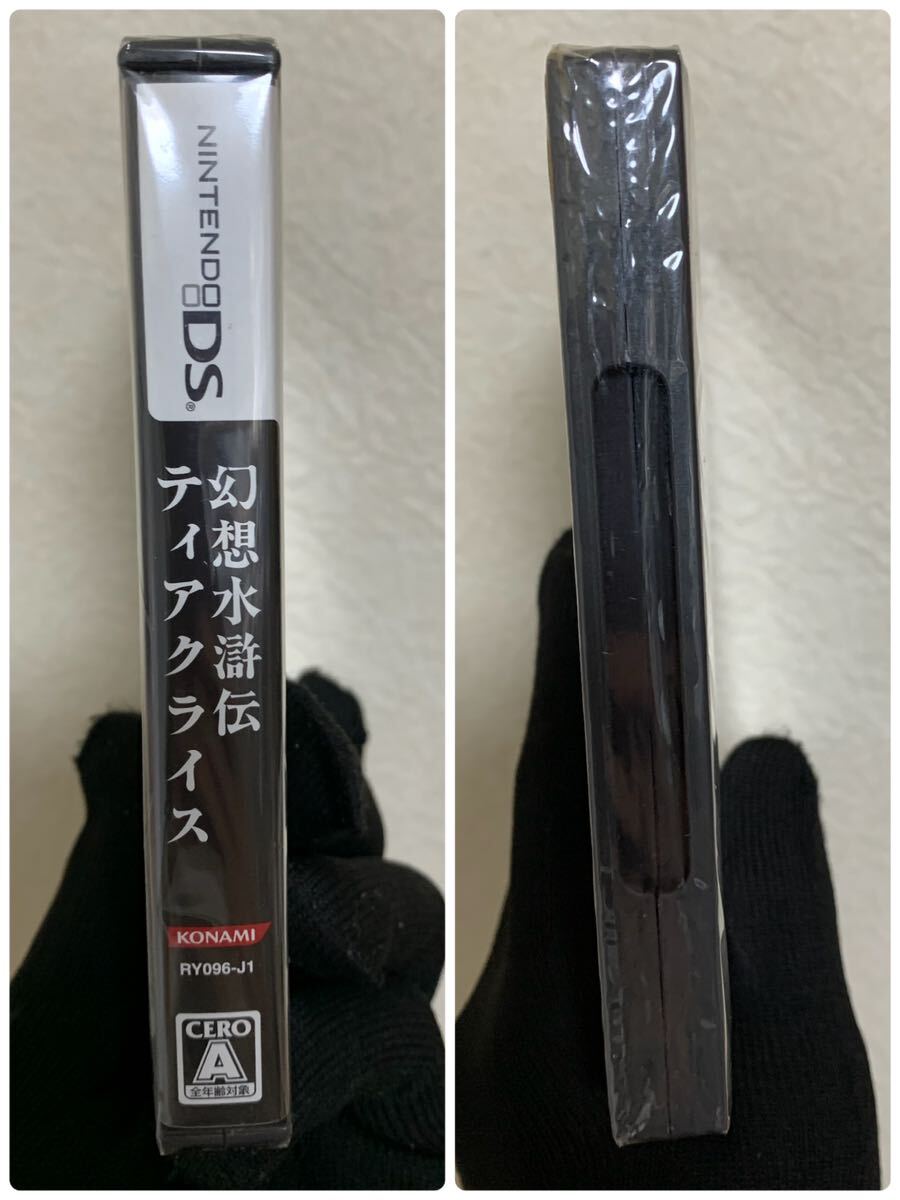 NINTENDO DS®
幻想水滸伝
ティアクライス
KONAMI
RY096-J1
CERO
A
全年齢対象